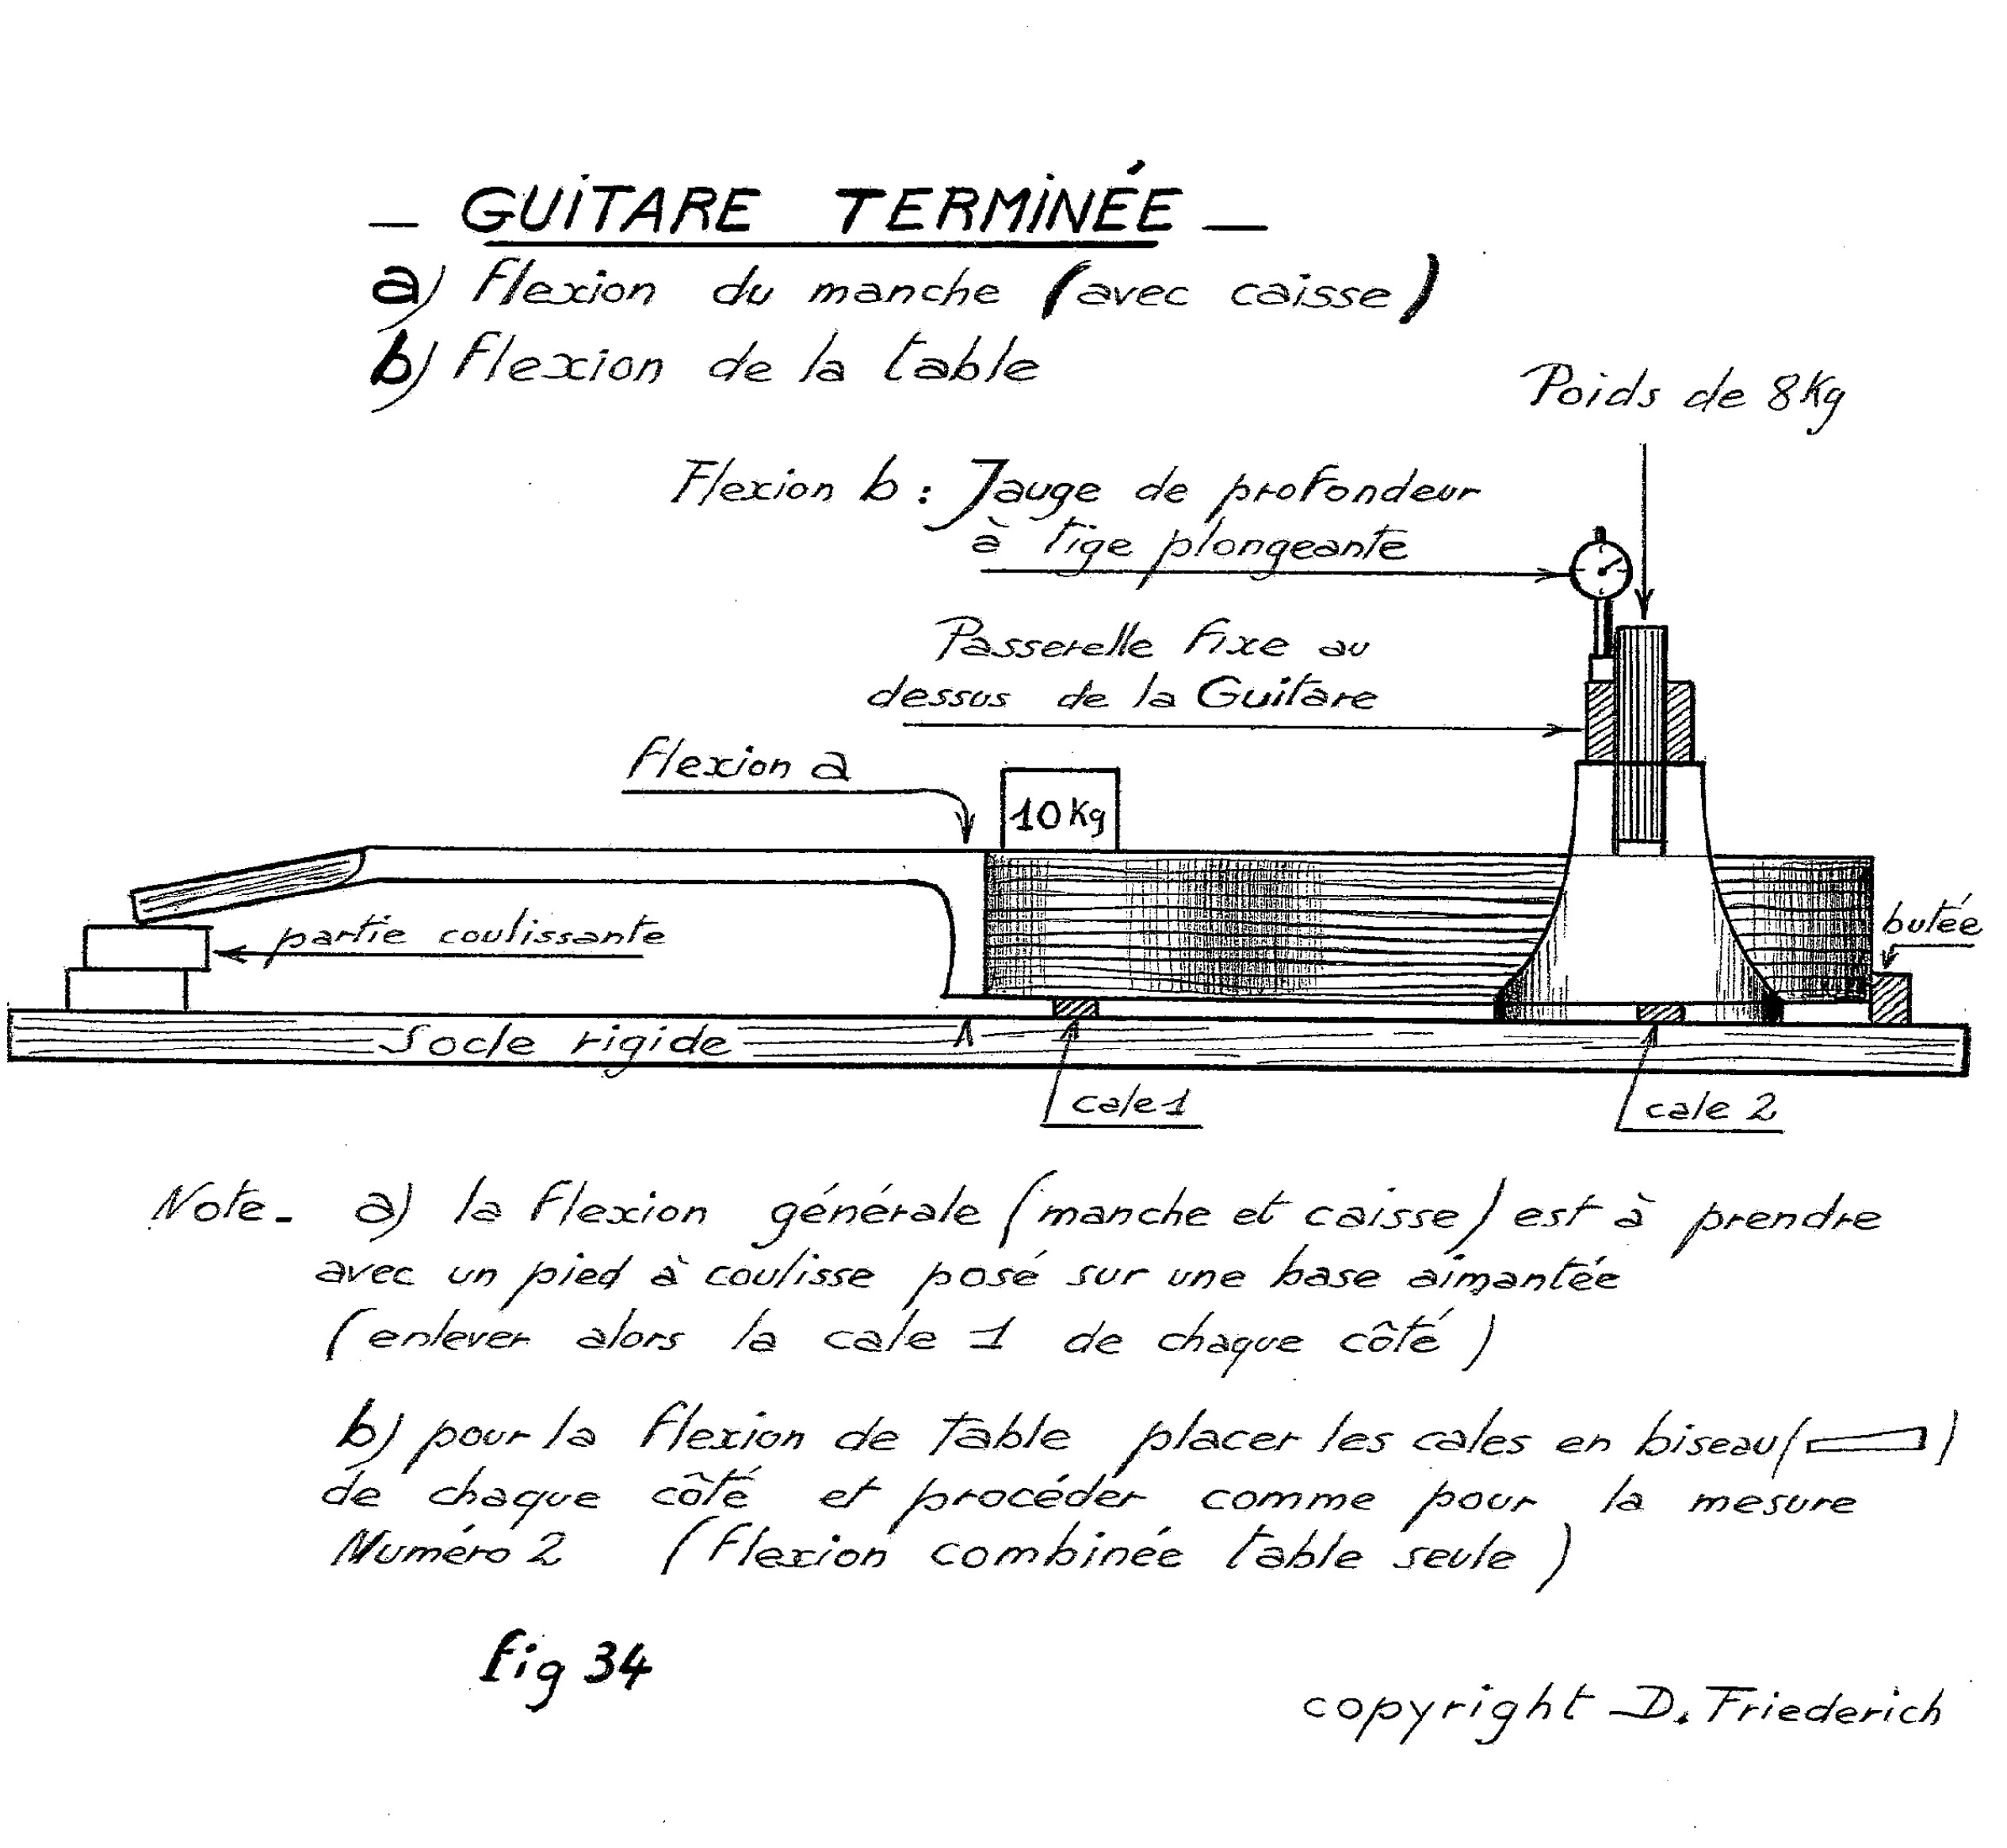 — GUiTARE TERMiNÉE —
a) Flexion du manche (avec caisse)
b) Flexion de la table
Poids de 8Kg
Flexion b : Jauge de profondeur
à tige plongeante
Passerelle fixe au
dessus de la Guitare
Flexion a
10 Kg
butée
partie coulissante
Socle rigide
cale 1
cale 2
Note - a) la flexion générale (manche et caisse) est à prendre
avec un pied à coulisse posé sur une base aimantée
(enlever alors la cale 1 de chaque côté)
b) pour la flexion de table placer les cales en biseau ( )
de chaque côté et procéder comme pour la mesure
Numéro 2 (flexion combinée table seule)
fig 34
copyright D. Friederich